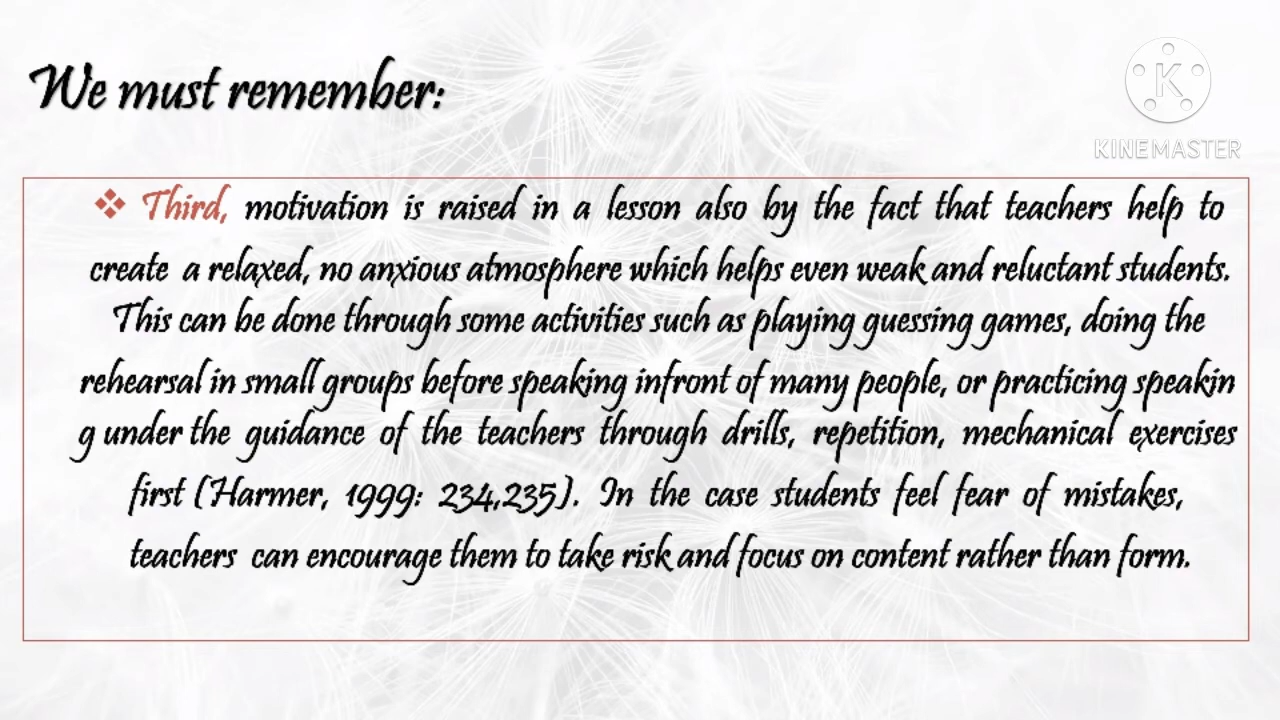 We must remember:
K
KINEMASTER
❖ Third, motivation is raised in a lesson also by the fact that teachers help to
create a relaxed, no anxious atmosphere which helps even weak and reluctant students.
This can be done through some activities such as playing guessing games, doing the
rehearsal in small groups before speaking infront of many people, or practicing speakin
g under the guidance of the teachers through drills, repetition, mechanical exercises
first (Harmer, 1999: 234,235). In the case students feel fear of mistakes,
teachers can encourage them to take risk and focus on content rather than form.